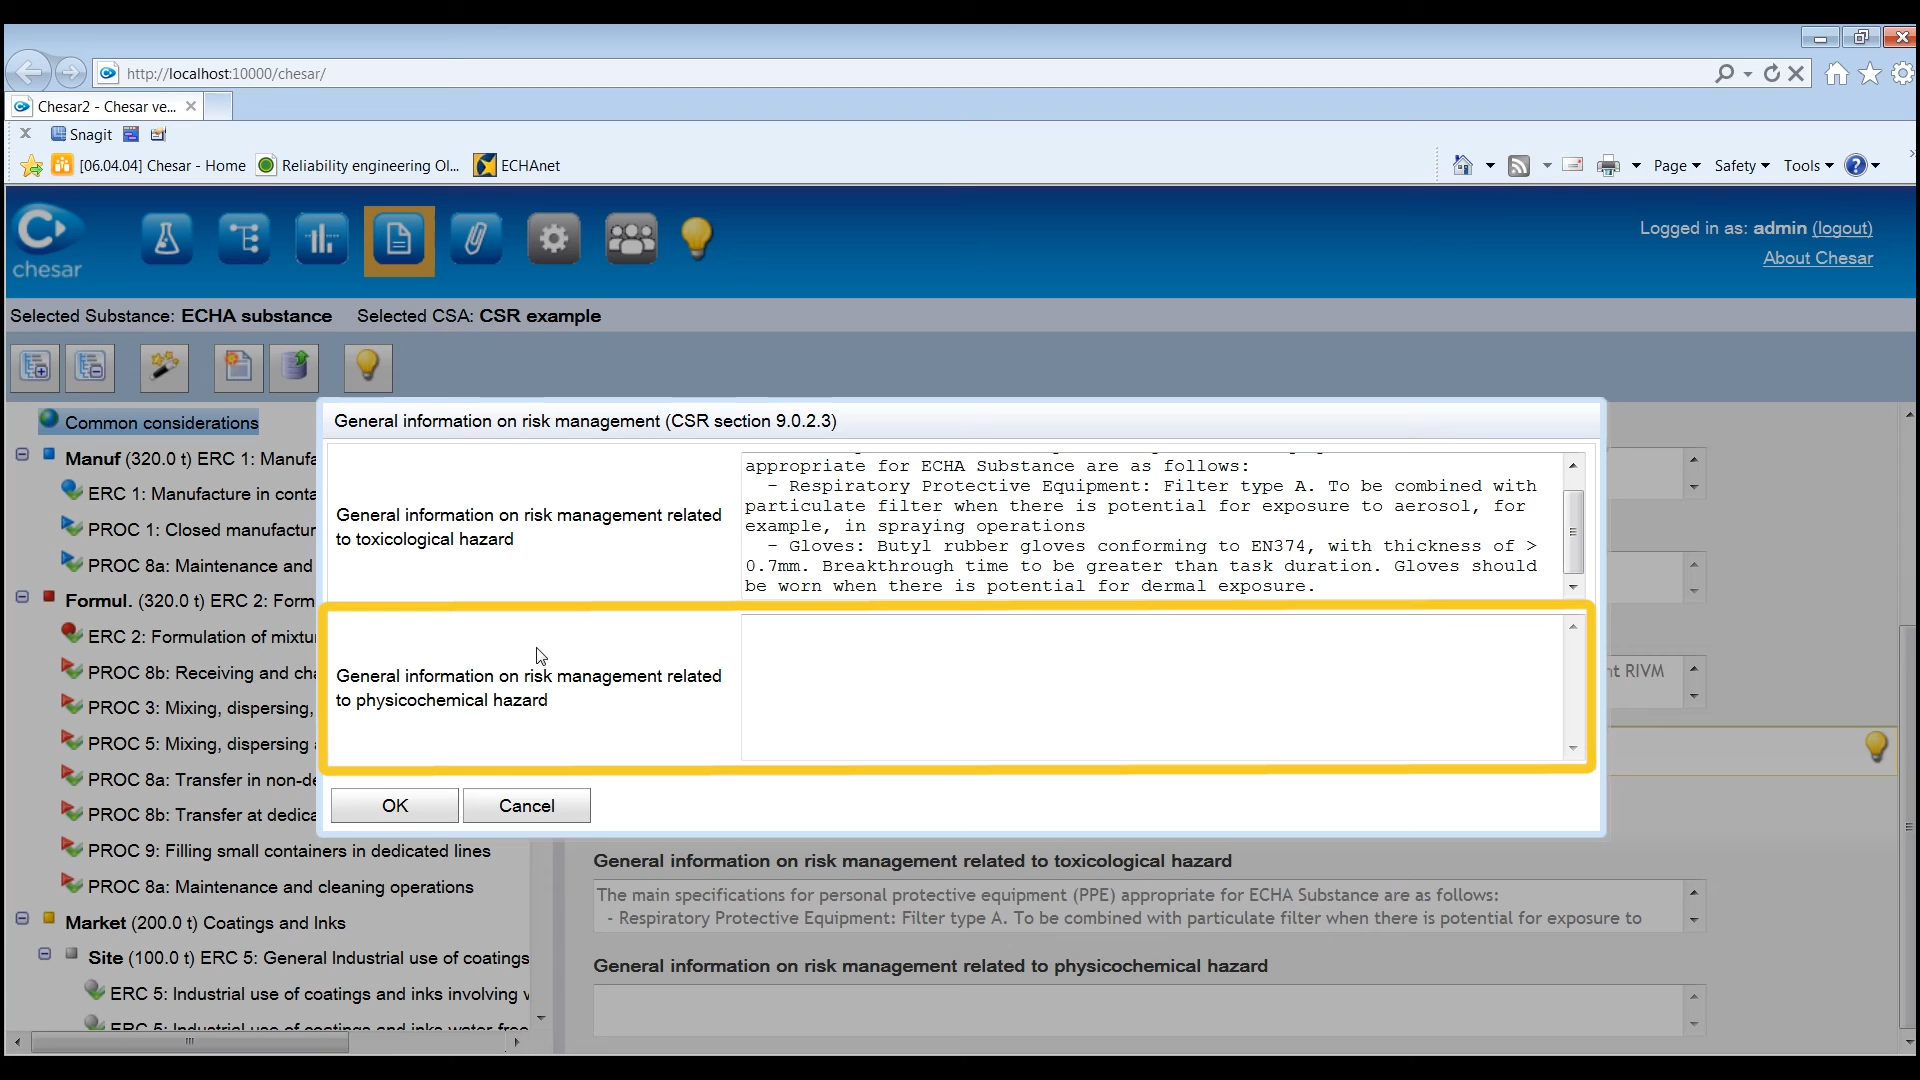 http://localhost:10000/chesar/
Chesar2 - Chesar ve...
Snagit
[06.04.04] Chesar - Home
Reliability engineering Ol...
ECHAnet
Page
Safety
Tools
chesar
Logged in as: admin (logout)
About Chesar
Selected Substance: ECHA substance Selected CSA: CSR example
Common considerations
Manuf (320.0 t) ERC 1: Manufa
ERC 1: Manufacture in conta
PROC 1: Closed manufactur
PROC 8a: Maintenance and
Formul. (320.0 t) ERC 2: Form
ERC 2: Formulation of mixtu
PROC 8b: Receiving and cha
PROC 3: Mixing, dispersing,
PROC 5: Mixing, dispersing
PROC 8a: Transfer in non-de
PROC 8b: Transfer at dedica
PROC 9: Filling small containers in dedicated lines
PROC 8a: Maintenance and cleaning operations
Market (200.0 t) Coatings and Inks
Site (100.0 t) ERC 5: General Industrial use of coatings
ERC 5: Industrial use of coatings and inks involving v
ERC 5: Industrial use of coatings and inks water free
General information on risk management (CSR section 9.0.2.3)
General information on risk management related
to toxicological hazard
appropriate for ECHA Substance are as follows:
- Respiratory Protective Equipment: Filter type A. To be combined with
particulate filter when there is potential for exposure to aerosol, for
example, in spraying operations
- Gloves: Butyl rubber gloves conforming to EN374, with thickness of >
0.7mm. Breakthrough time to be greater than task duration. Gloves should
be worn when there is potential for dermal exposure.
General information on risk management related
to physicochemical hazard
OK
Cancel
nt RIVM
General information on risk management related to toxicological hazard
The main specifications for personal protective equipment (PPE) appropriate for ECHA Substance are as follows:
- Respiratory Protective Equipment: Filter type A. To be combined with particulate filter when there is potential for exposure to
General information on risk management related to physicochemical hazard